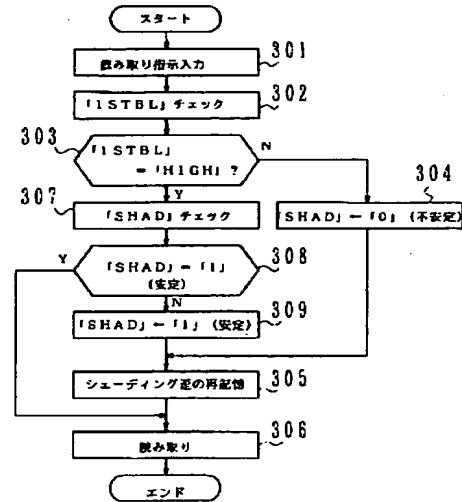 スタート
301
読み取り指示入力
302
「1STBL」チェック
303
「1STBL」
=「HIGH」?
N
Y
304
「SHAD」←「0」(不安定)
307
「SHAD」チェック
308
Y
「SHAD」=「1」
(安定)
N
309
「SHAD」←「1」(安定)
305
シェーディング歪の再記憶
306
読み取り
エンド